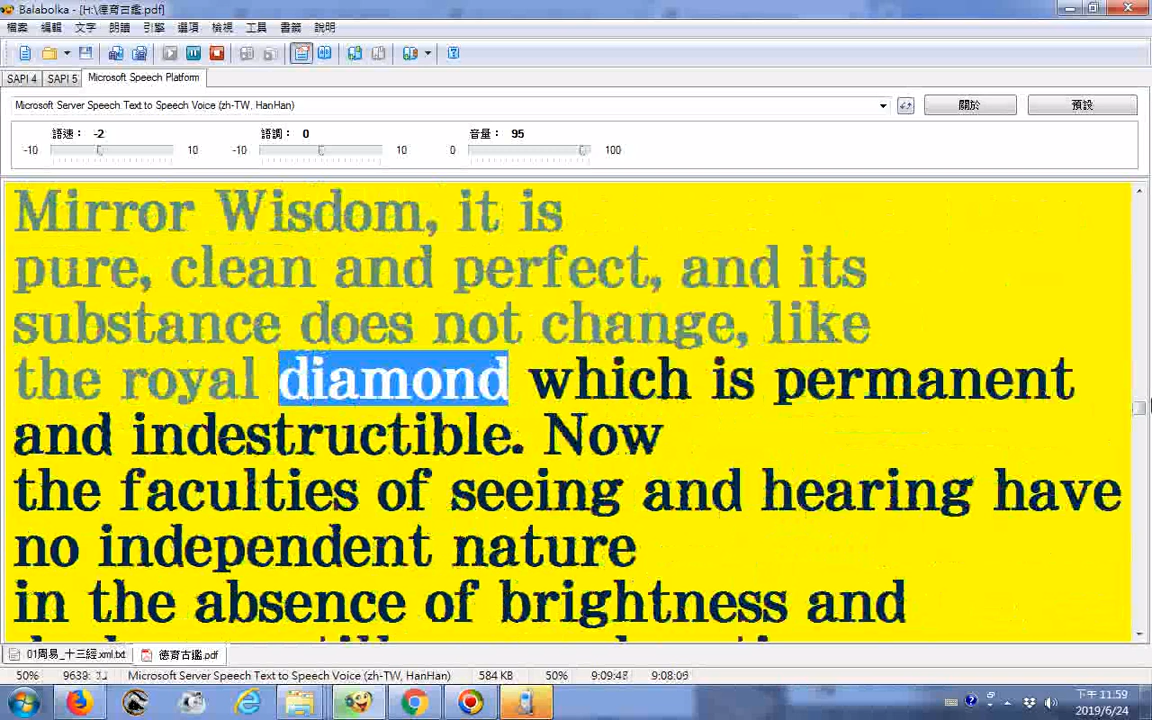 Balabolka - [H:\德育古鑑.pdf]
檔案 編輯 文字 朗讀 引擎 選項 檢視 工具 書籤 說明
SAPI 4 SAPI 5 Microsoft Speech Platform
Microsoft Server Speech Text to Speech Voice (zh-TW, HanHan) 關於 預設
語速： -2 語調： 0 音量： 95
-10 10 -10 10 0 100
Mirror Wisdom, it is
pure, clean and perfect, and its
substance does not change, like
the royal diamond which is permanent
and indestructible. Now
the faculties of seeing and hearing have
no independent nature
in the absence of brightness and
01周易_十三經.xml.txt 德育古鑑.pdf
50% Microsoft Server Speech Text to Speech Voice (zh-TW, HanHan) 584 KB 50% 9:09:48 9:08:09
下午 11:59
2019/6/24